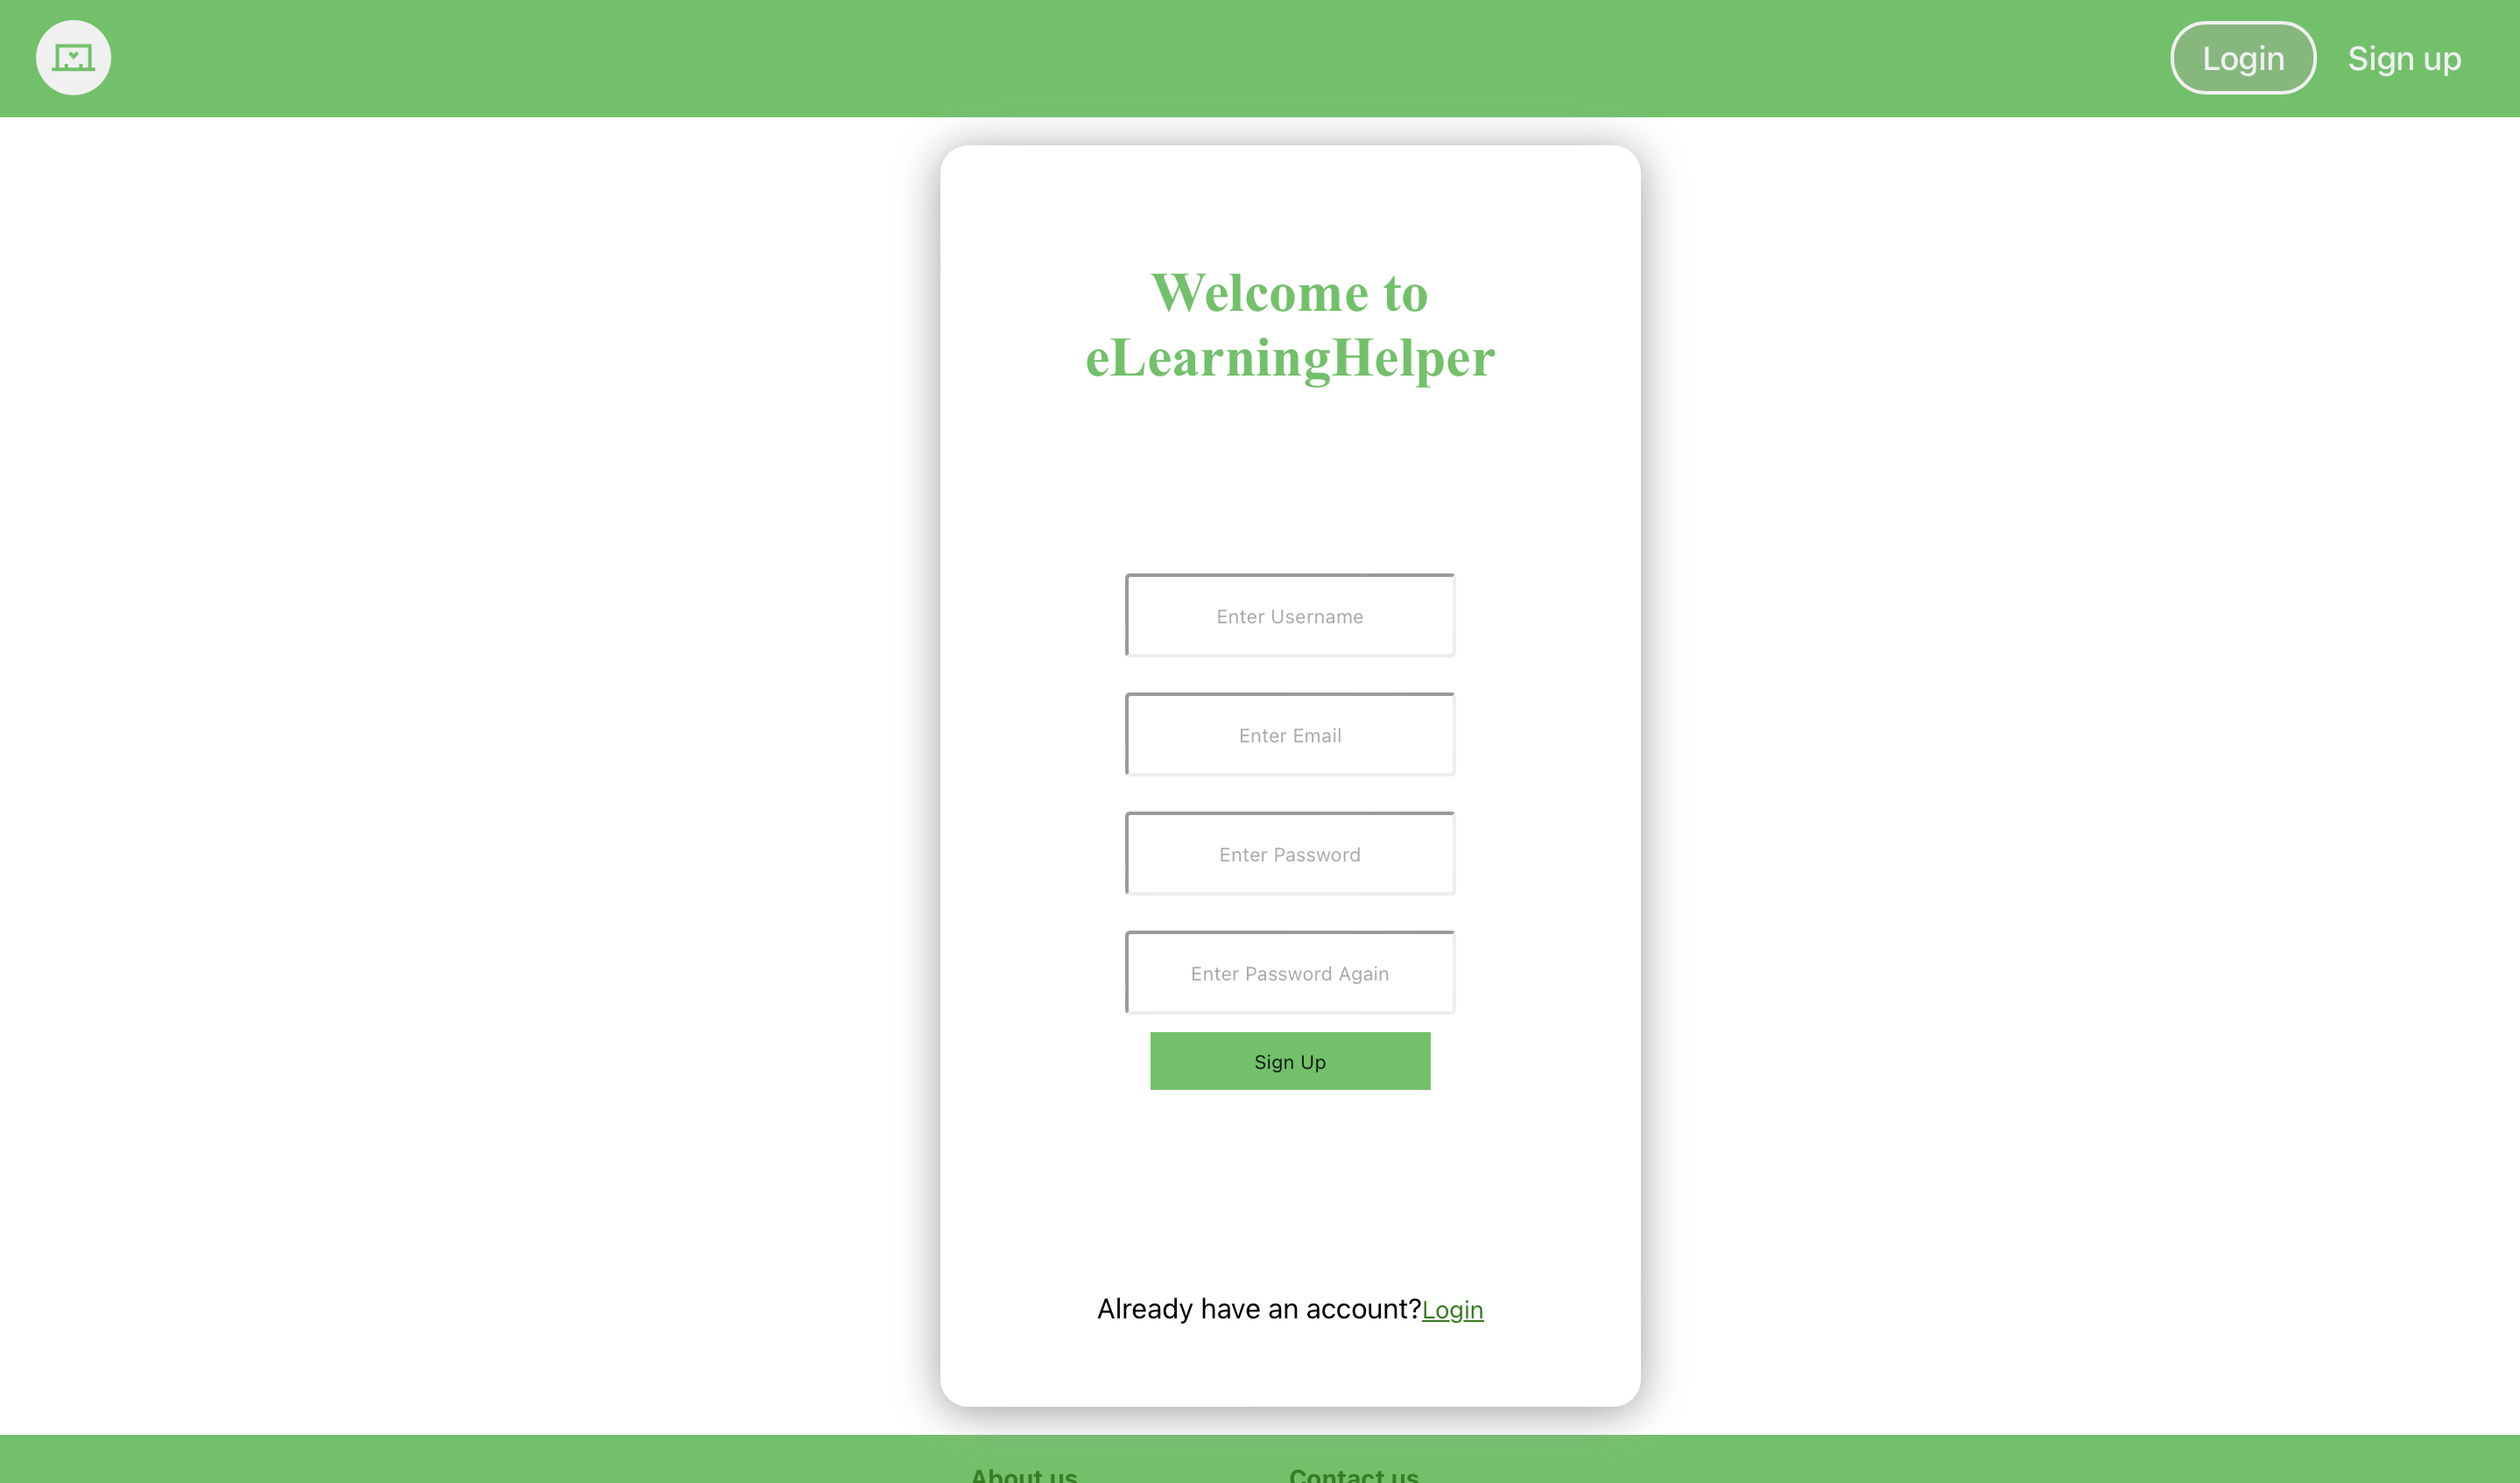 Login
Sign up
Welcome to
eLearningHelper
Enter Username
Enter Email
Enter Password
Enter Password Again
Sign Up
Already have an account?Login
About us
Contact us